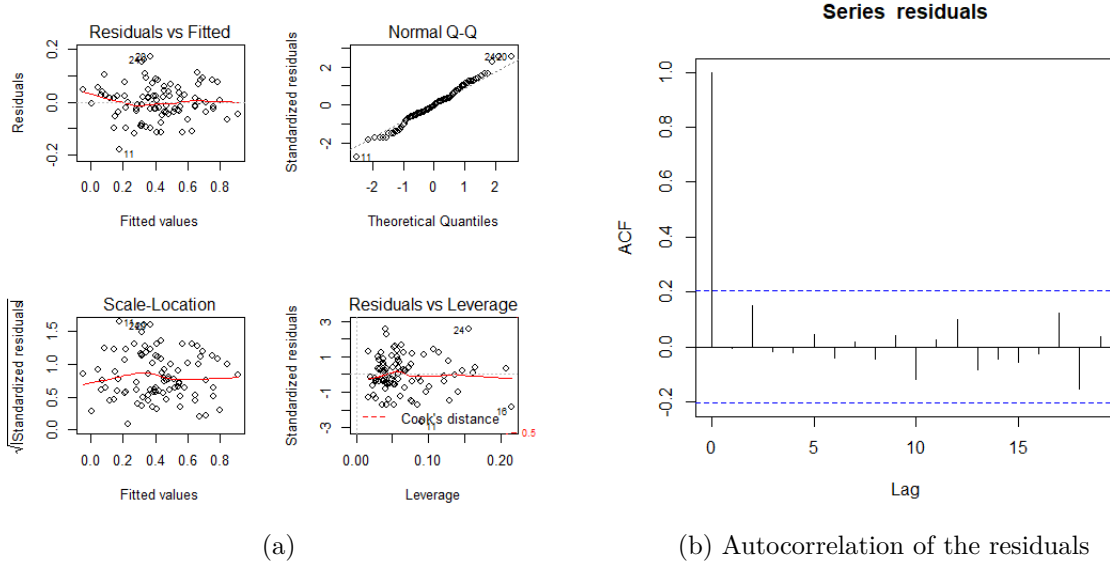 Residuals vs Fitted
Residuals
-0.2 0.0 0.2
20
24
11
0.0 0.2 0.4 0.6 0.8
Fitted values
Normal Q-Q
Standardized residuals
-2 0 2
24 20
11
-2 -1 0 1 2
Theoretical Quantiles
Scale-Location
√|Standardized residuals|
0.0 0.5 1.0 1.5
11
0.0 0.2 0.4 0.6 0.8
Fitted values
Residuals vs Leverage
Standardized residuals
-3 -1 1 3
24
16
Cook's distance
11
0.5
0.00 0.10 0.20
Leverage
(a)
Series residuals
ACF
-0.2 0.0 0.2 0.4 0.6 0.8 1.0
0 5 10 15
Lag
(b) Autocorrelation of the residuals